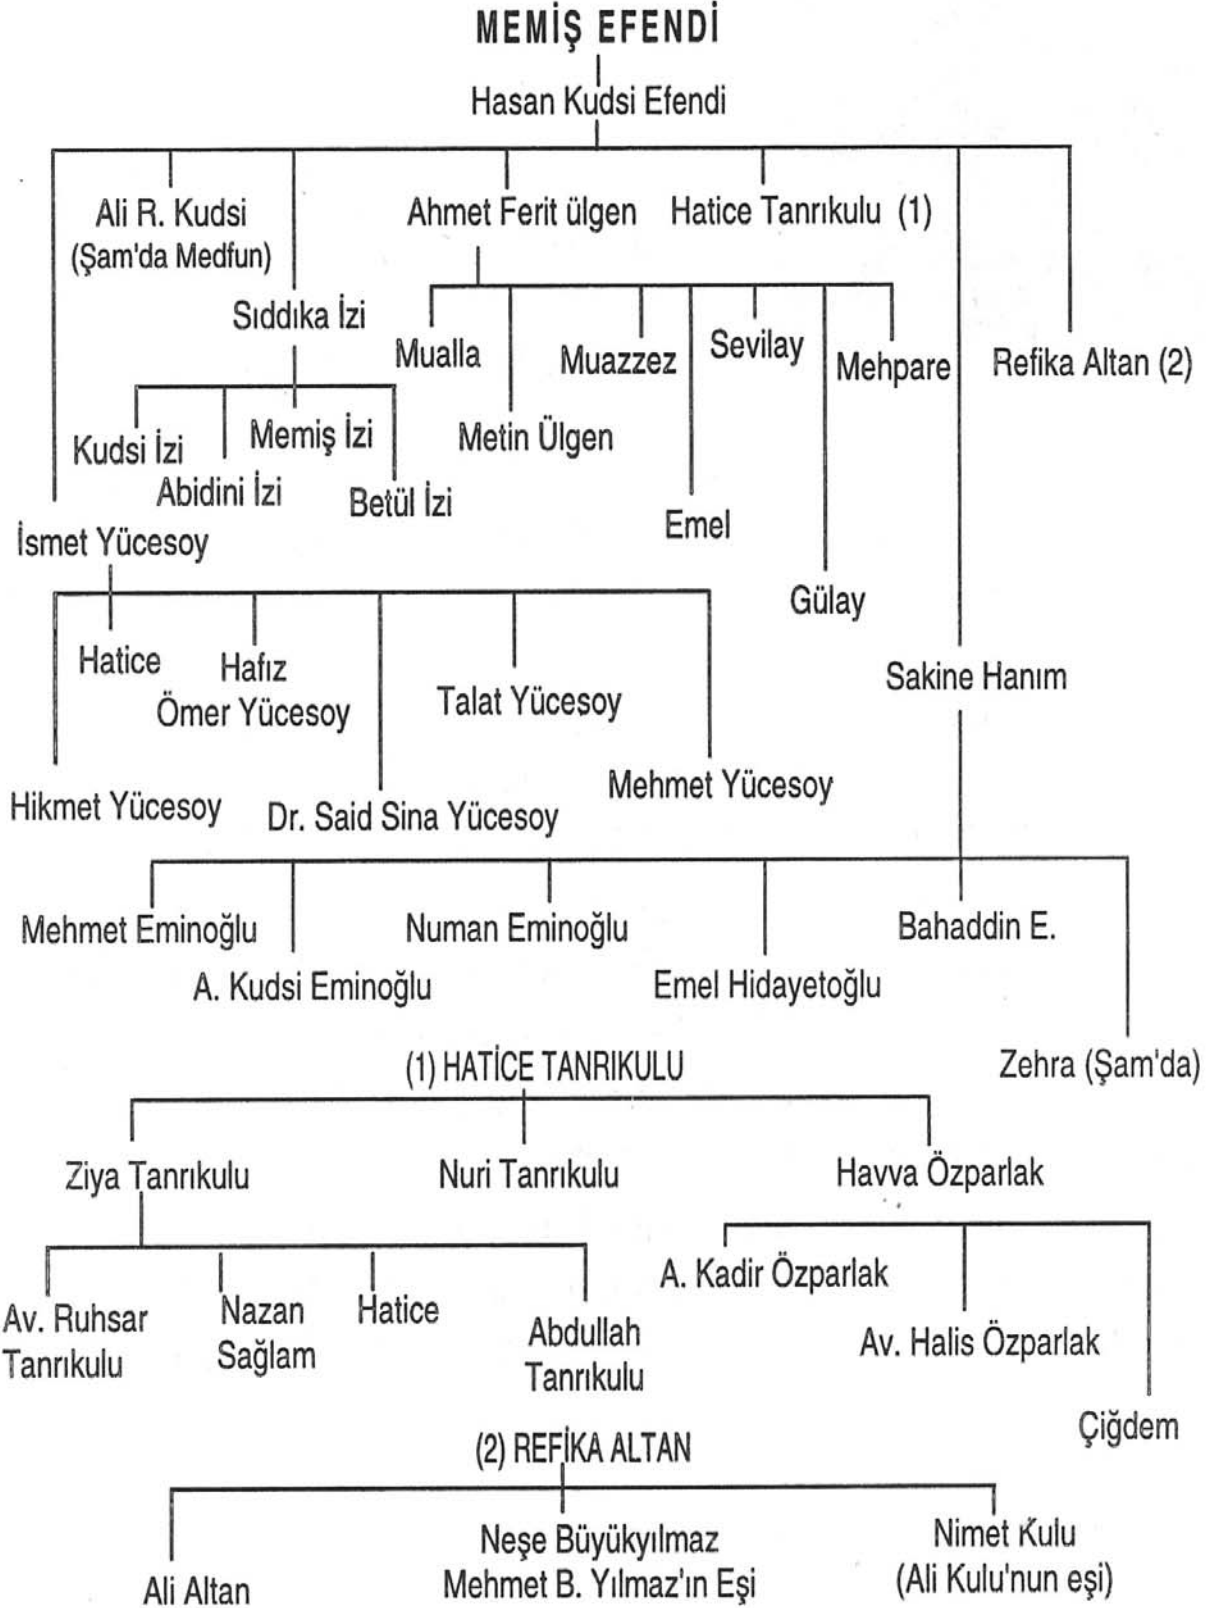 MEMİŞ EFENDİ
Hasan Kudsi Efendi
Ali R. Kudsi
(Şam'da Medfun)
Ahmet Ferit ülgen
Hatice Tanrıkulu (1)
Sıddıka İzi
Mualla
Muazzez
Sevilay
Mehpare
Refika Altan (2)
Kudsi İzi
Memiş İzi
Metin Ülgen
Abidini İzi
Betül İzi
Emel
İsmet Yücesoy
Gülay
Hatice
Hafız
Ömer Yücesoy
Talat Yücesoy
Sakine Hanım
Hikmet Yücesoy
Dr. Said Sina Yücesoy
Mehmet Yücesoy
Mehmet Eminoğlu
Numan Eminoğlu
Bahaddin E.
A. Kudsi Eminoğlu
Emel Hidayetoğlu
Zehra (Şam'da)
(1) HATİCE TANRIKULU
Ziya Tanrıkulu
Nuri Tanrıkulu
Havva Özparlak
Av. Ruhsar
Tanrıkulu
Nazan
Sağlam
Hatice
Abdullah
Tanrıkulu
A. Kadir Özparlak
Av. Halis Özparlak
Çiğdem
(2) REFİKA ALTAN
Ali Altan
Neşe Büyükyılmaz
Mehmet B. Yılmaz'ın Eşi
Nimet Kulu
(Ali Kulu'nun eşi)